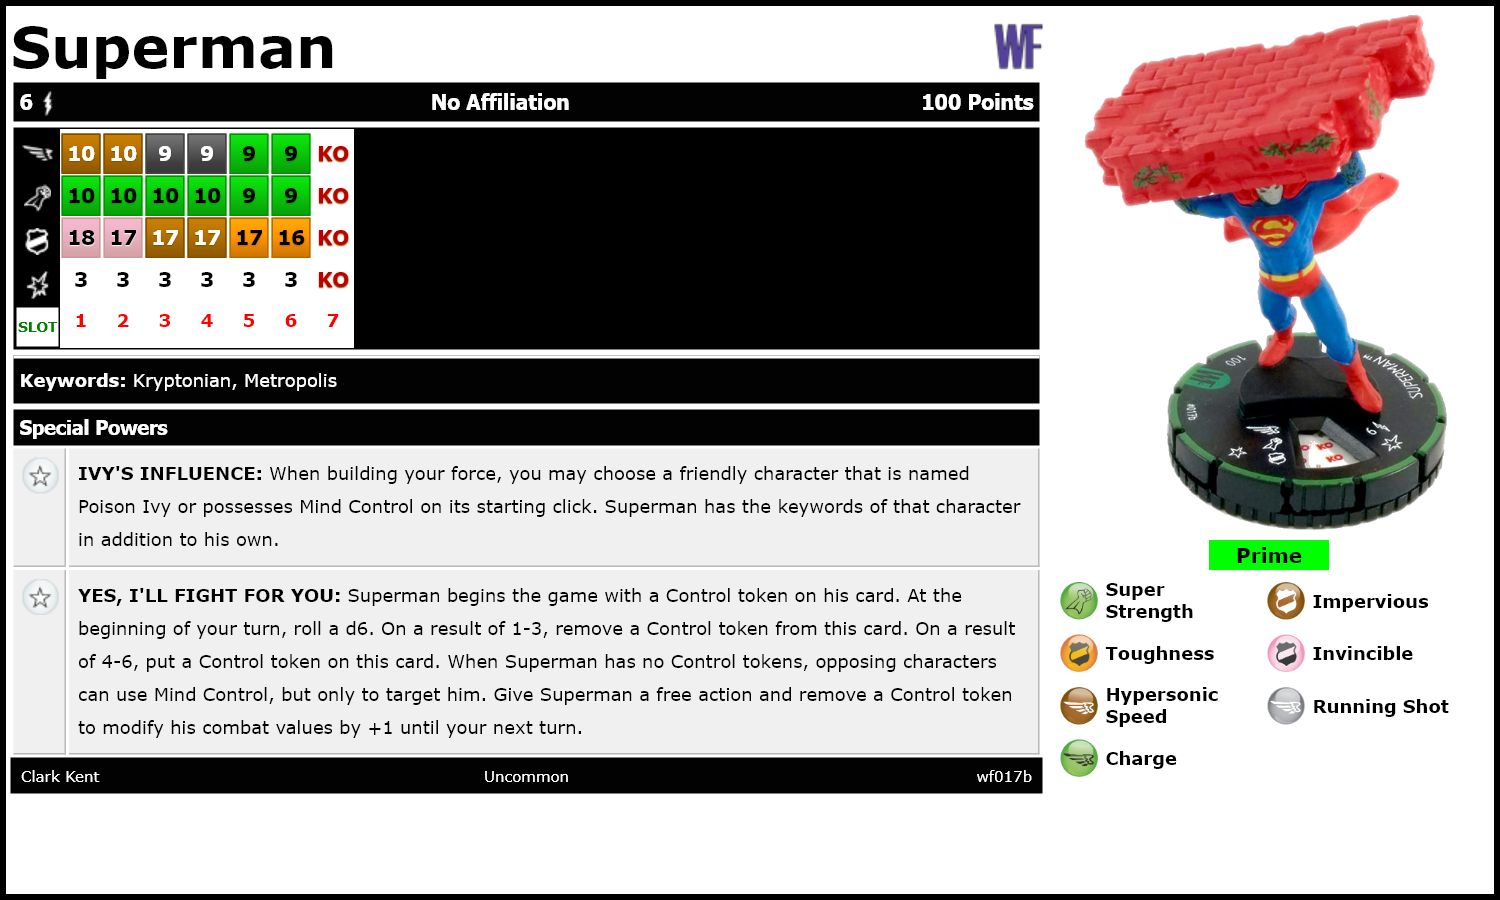 Superman
WF
6 No Affiliation 100 Points
10 10 9 9 9 9 KO
10 10 10 10 9 9 KO
18 17 17 17 17 16 KO
3 3 3 3 3 3 KO
SLOT 1 2 3 4 5 6 7
Keywords: Kryptonian, Metropolis
Special Powers
IVY'S INFLUENCE: When building your force, you may choose a friendly character that is named
Poison Ivy or possesses Mind Control on its starting click. Superman has the keywords of that character
in addition to his own.
YES, I'LL FIGHT FOR YOU: Superman begins the game with a Control token on his card. At the
beginning of your turn, roll a d6. On a result of 1-3, remove a Control token from this card. On a result
of 4-6, put a Control token on this card. When Superman has no Control tokens, opposing characters
can use Mind Control, but only to target him. Give Superman a free action and remove a Control token
to modify his combat values by +1 until your next turn.
Clark Kent Uncommon wf017b
S
100
WF
#017b
SUPERMAN™
6
KO
KO
Prime
Super
Strength
Impervious
Toughness
Invincible
Hypersonic
Speed
Running Shot
Charge